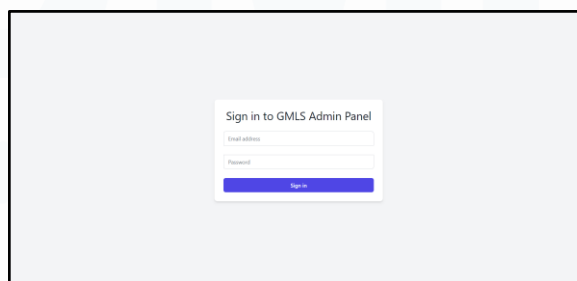 Sign in to GMLS Admin Panel
Email address
Password
Sign in